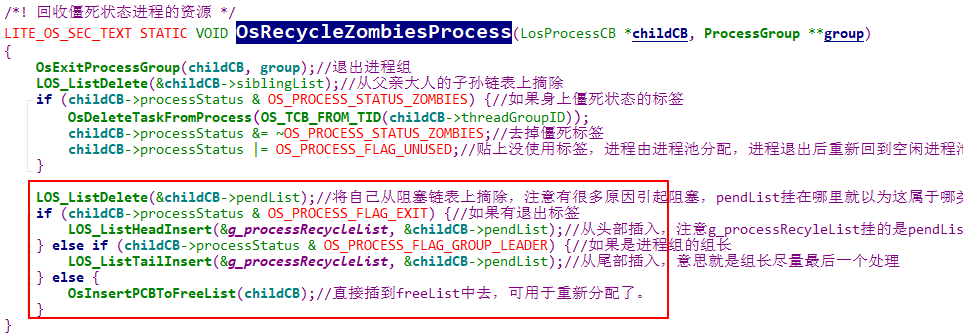 /*! 回收僵死状态进程的资源 */
LITE_OS_SEC_TEXT STATIC VOID OsRecycleZombiesProcess(LosProcessCB *childCB, ProcessGroup **group)
{
OsExitProcessGroup(childCB, group);//退出进程组
LOS_ListDelete(&childCB->siblingList);//从父亲大人的子孙链表上摘除
if (childCB->processStatus & OS_PROCESS_STATUS_ZOMBIES) {//如果身上僵死状态的标签
OsDeleteTaskFromProcess(OS_TCB_FROM_TID(childCB->threadGroupID));
childCB->processStatus &= ~OS_PROCESS_STATUS_ZOMBIES;//去掉僵死标签
childCB->processStatus |= OS_PROCESS_FLAG_UNUSED;//贴上没使用标签，进程由进程池分配，进程退出后重新回到空闲进程池
}
LOS_ListDelete(&childCB->pendList);//将自己从阻塞链表上摘除，注意有很多原因引起阻塞，pendList挂在哪里就以为这属于哪类
if (childCB->processStatus & OS_PROCESS_FLAG_EXIT) {//如果有退出标签
LOS_ListHeadInsert(&g_processRecycleList, &childCB->pendList);//从头部插入，注意g_processRecyleList挂的是pendLis
} else if (childCB->processStatus & OS_PROCESS_FLAG_GROUP_LEADER) {//如果是进程组的组长
LOS_ListTailInsert(&g_processRecycleList, &childCB->pendList);//从尾部插入，意思就是组长尽量最后一个处理
} else {
OsInsertPCBToFreeList(childCB);//直接插到freeList中去，可用于重新分配了。
}
}